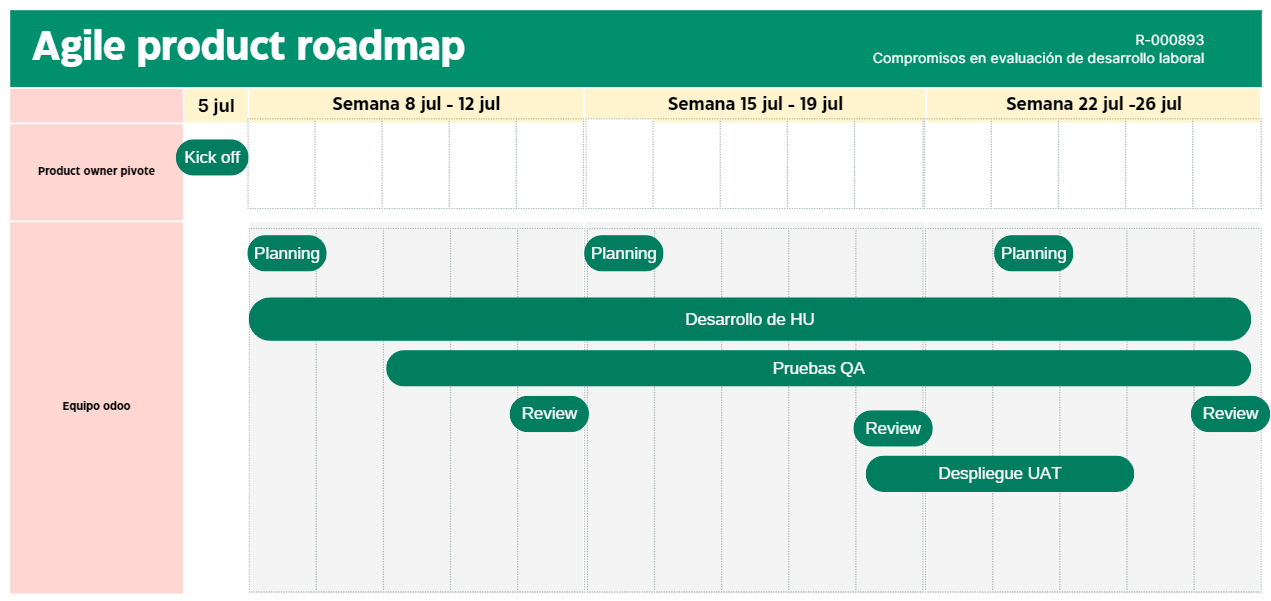 Agile product roadmap
R-000893
Compromisos en evaluación de desarrollo laboral
5 jul
Semana 8 jul - 12 jul
Semana 15 jul - 19 jul
Semana 22 jul -26 jul
Product owner pivote
Kick off
Equipo odoo
Planning
Planning
Planning
Desarrollo de HU
Pruebas QA
Review
Review
Review
Despliegue UAT